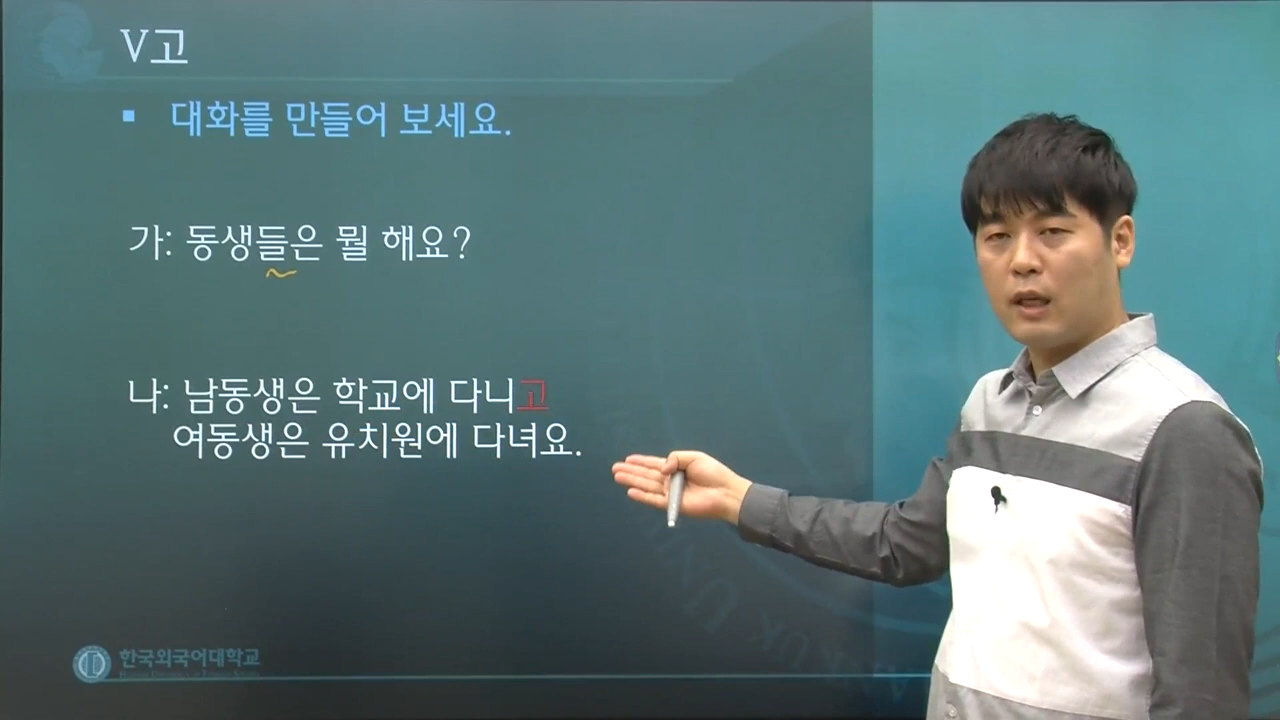 V고
▪ 대화를 만들어 보세요.
가: 동생들은 뭘 해요?
나: 남동생은 학교에 다니고
여동생은 유치원에 다녀요.
한국외국어대학교